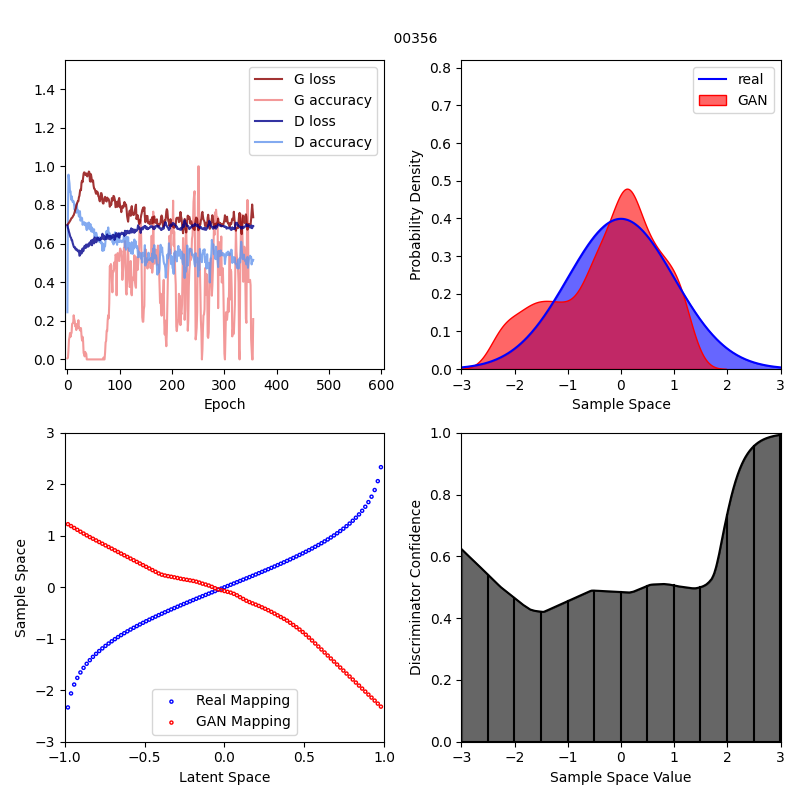 00356
G loss
G accuracy
D loss
D accuracy
1.4
1.2
1.0
0.8
0.6
0.4
0.2
0.0
0 100 200 300 400 500 600
Epoch
real
GAN
Probability Density
0.8
0.7
0.6
0.5
0.4
0.3
0.2
0.1
0.0
−3 −2 −1 0 1 2 3
Sample Space
Sample Space
3
2
1
0
−1
−2
−3
Real Mapping
GAN Mapping
−1.0 −0.5 0.0 0.5 1.0
Latent Space
Discriminator Confidence
1.0
0.8
0.6
0.4
0.2
0.0
−3 −2 −1 0 1 2 3
Sample Space Value